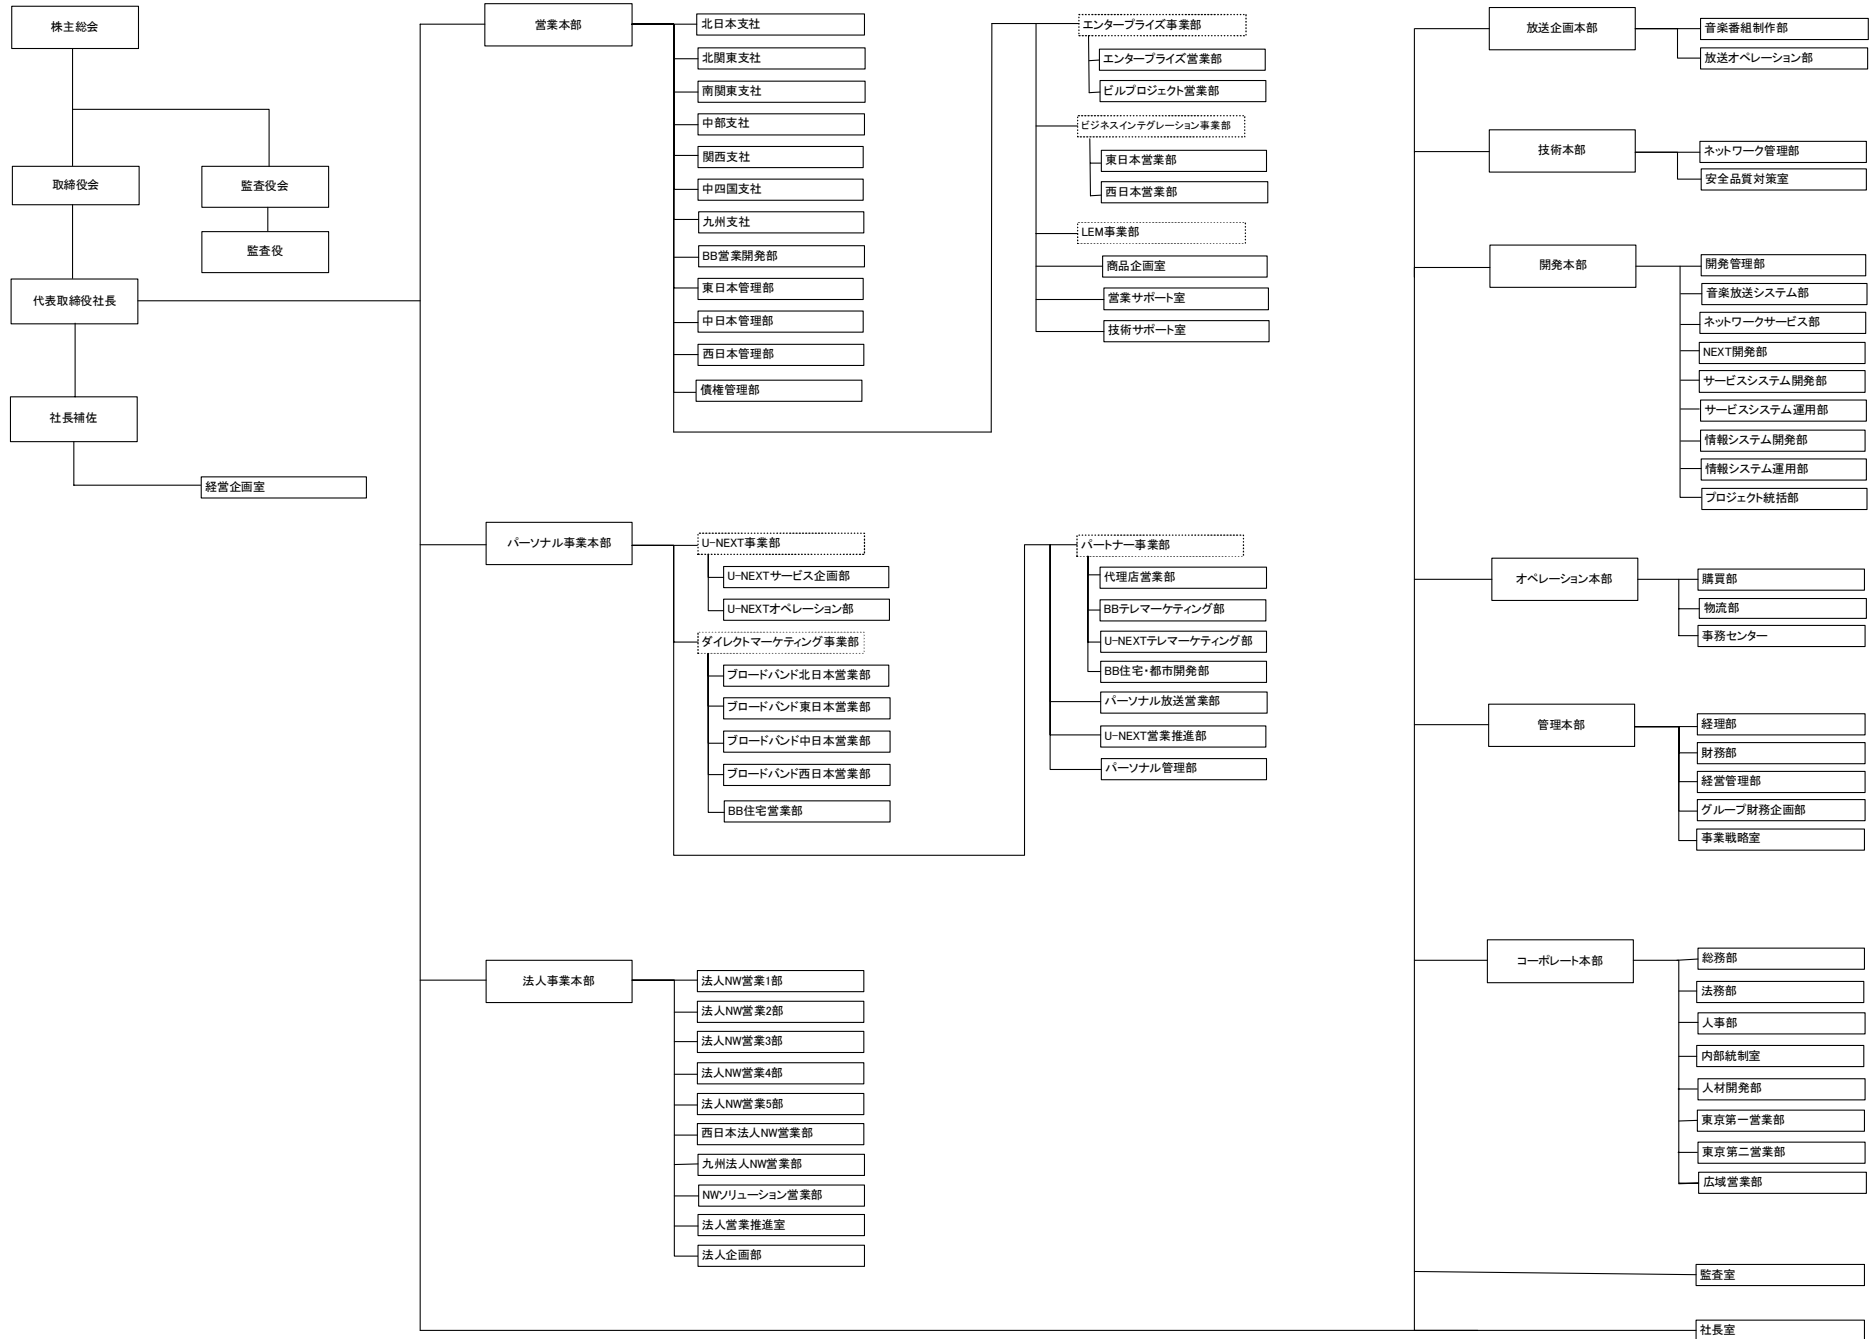 株主総会
取締役会
監査役会
監査役
代表取締役社長
社長補佐
経営企画室
営業本部
北日本支社
北関東支社
南関東支社
中部支社
関西支社
中四国支社
九州支社
BB営業開発部
東日本管理部
中日本管理部
西日本管理部
債権管理部
エンタープライズ事業部
エンタープライズ営業部
ビルプロジェクト営業部
ビジネスインテグレーション事業部
東日本営業部
西日本営業部
LEM事業部
商品企画室
営業サポート室
技術サポート室
パーソナル事業本部
U-NEXT事業部
U-NEXTサービス企画部
U-NEXTオペレーション部
ダイレクトマーケティング事業部
ブロードバンド北日本営業部
ブロードバンド東日本営業部
ブロードバンド中日本営業部
ブロードバンド西日本営業部
BB住宅営業部
パートナー事業部
代理店営業部
BBテレマーケティング部
U-NEXTテレマーケティング部
BB住宅・都市開発部
パーソナル放送営業部
U-NEXT営業推進部
パーソナル管理部
法人事業本部
法人NW営業1部
法人NW営業2部
法人NW営業3部
法人NW営業4部
法人NW営業5部
西日本法人NW営業部
九州法人NW営業部
NWソリューション営業部
法人営業推進室
法人企画部
放送企画本部
音楽番組制作部
放送オペレーション部
技術本部
ネットワーク管理部
安全品質対策室
開発本部
開発管理部
音楽放送システム部
ネットワークサービス部
NEXT開発部
サービスシステム開発部
サービスシステム運用部
情報システム開発部
情報システム運用部
プロジェクト統括部
オペレーション本部
購買部
物流部
事務センター
管理本部
経理部
財務部
経営管理部
グループ財務企画部
事業戦略室
コーポレート本部
総務部
法務部
人事部
内部統制室
人材開発部
東京第一営業部
東京第二営業部
広域営業部
監査室
社長室